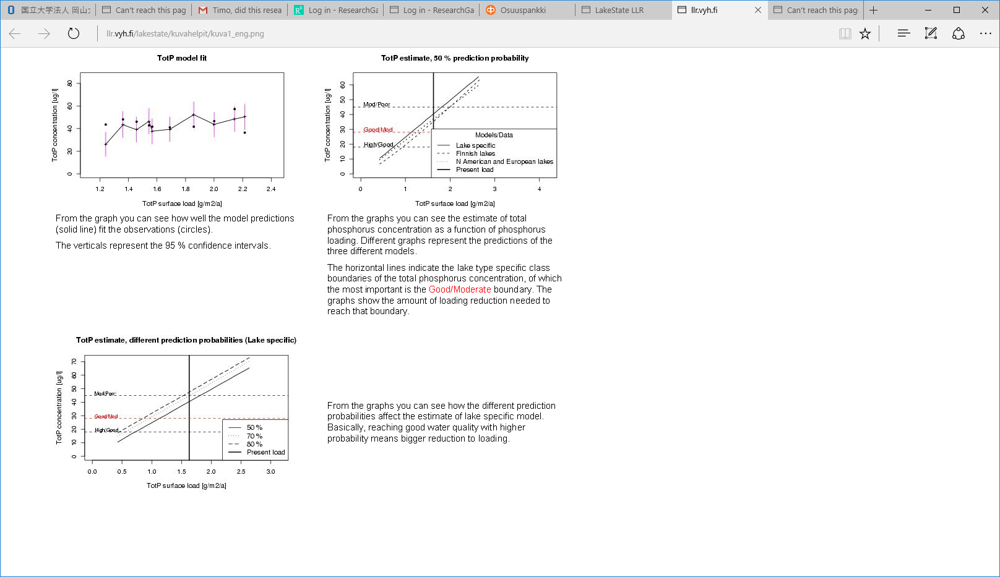 国立大学法人 岡山大
Can't reach this pag
Timo, did this resea
Log in - ResearchGa
Log in - ResearchGa
Osuuspankki
LakeState LLR
llr.vyh.fi
Can't reach this page
llr.vyh.fi/lakestate/kuvahelpit/kuva1_eng.png
TotP model fit
TotP concentration [ug/l]
80
60
40
20
0
1.2 1.4 1.6 1.8 2.0 2.2 2.4
TotP surface load [g/m2/a]
From the graph you can see how well the model predictions
(solid line) fit the observations (circles).
The verticals represent the 95 % confidence intervals.
TotP estimate, 50 % prediction probability
TotP concentration [ug/l]
60
50
40
30
20
10
0
Mod/Poor
Good/Mod
High/Good
Models/Data
Lake specific
Finnish lakes
N American and European lakes
Present load
0 1 2 3 4
TotP surface load [g/m2/a]
From the graphs you can see the estimate of total
phosphorus concentration as a function of phosphorus
loading. Different graphs represent the predictions of the
three different models.
The horizontal lines indicate the lake type specific class
boundaries of the total phosphorus concentration, of which
the most important is the Good/Moderate boundary. The
graphs show the amount of loading reduction needed to
reach that boundary.
TotP estimate, different prediction probabilities (Lake specific)
TotP concentration [ug/l]
70
60
50
40
30
20
10
0
Mod/Poor
Good/Mod
High/Good
50 %
70 %
80 %
Present load
0.0 0.5 1.0 1.5 2.0 2.5 3.0
TotP surface load [g/m2/a]
From the graphs you can see how the different prediction
probabilities affect the estimate of lake specific model.
Basically, reaching good water quality with higher
probability means bigger reduction to loading.